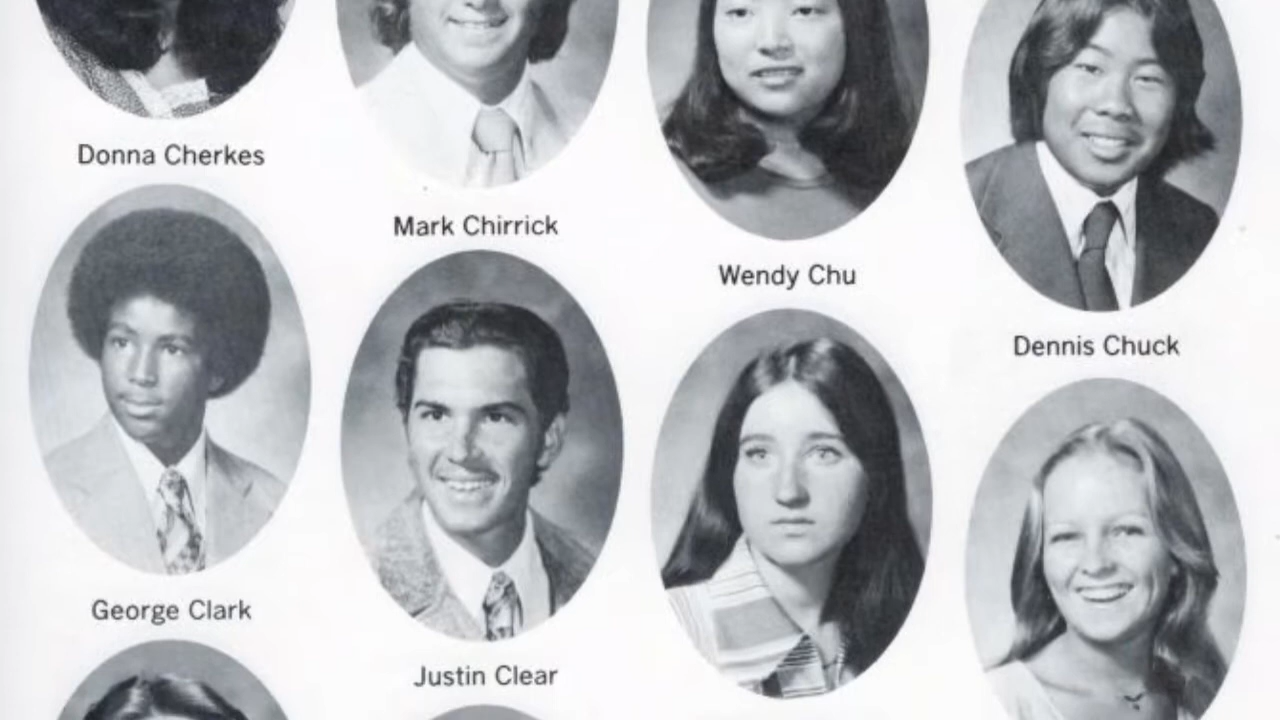 Donna Cherkes
Mark Chirrick
Wendy Chu
Dennis Chuck
George Clark
Justin Clear